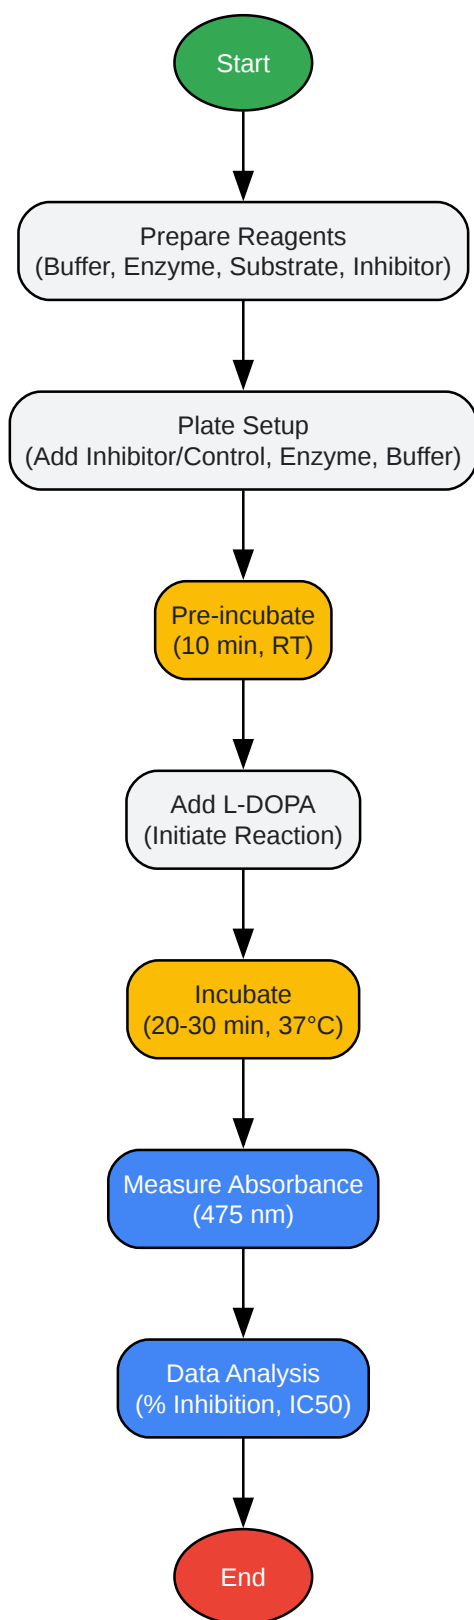 Start
Prepare Reagents
(Buffer, Enzyme, Substrate, Inhibitor)
Plate Setup
(Add Inhibitor/Control, Enzyme, Buffer)
Pre-incubate
(10 min, RT)
Add L-DOPA
(Initiate Reaction)
Incubate
(20-30 min, 37°C)
Measure Absorbance
(475 nm)
Data Analysis
(% Inhibition, IC50)
End